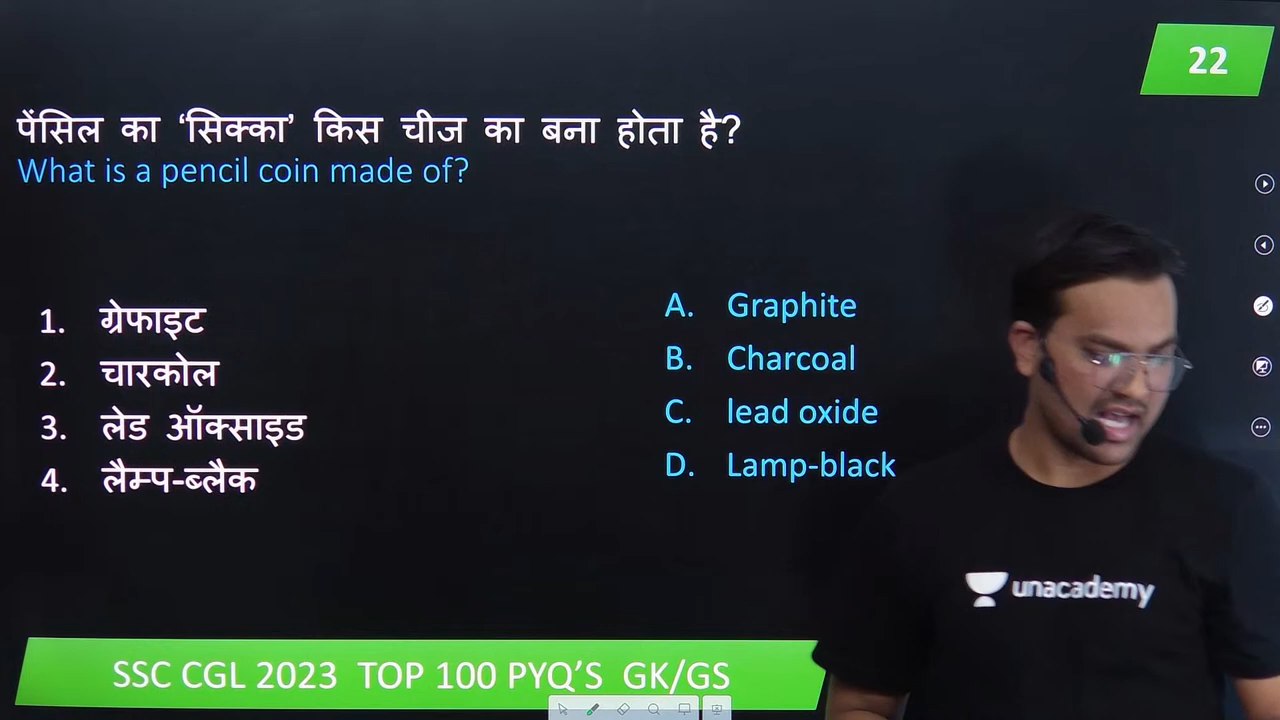 22
पेंसिल का ‘सिक्का’ किस चीज का बना होता है?
What is a pencil coin made of?
1. ग्रेफाइट
2. चारकोल
3. लेड ऑक्साइड
4. लैम्प-ब्लैक
A. Graphite
B. Charcoal
C. lead oxide
D. Lamp-black
unacademy
SSC CGL 2023 TOP 100 PYQ’S GK/GS